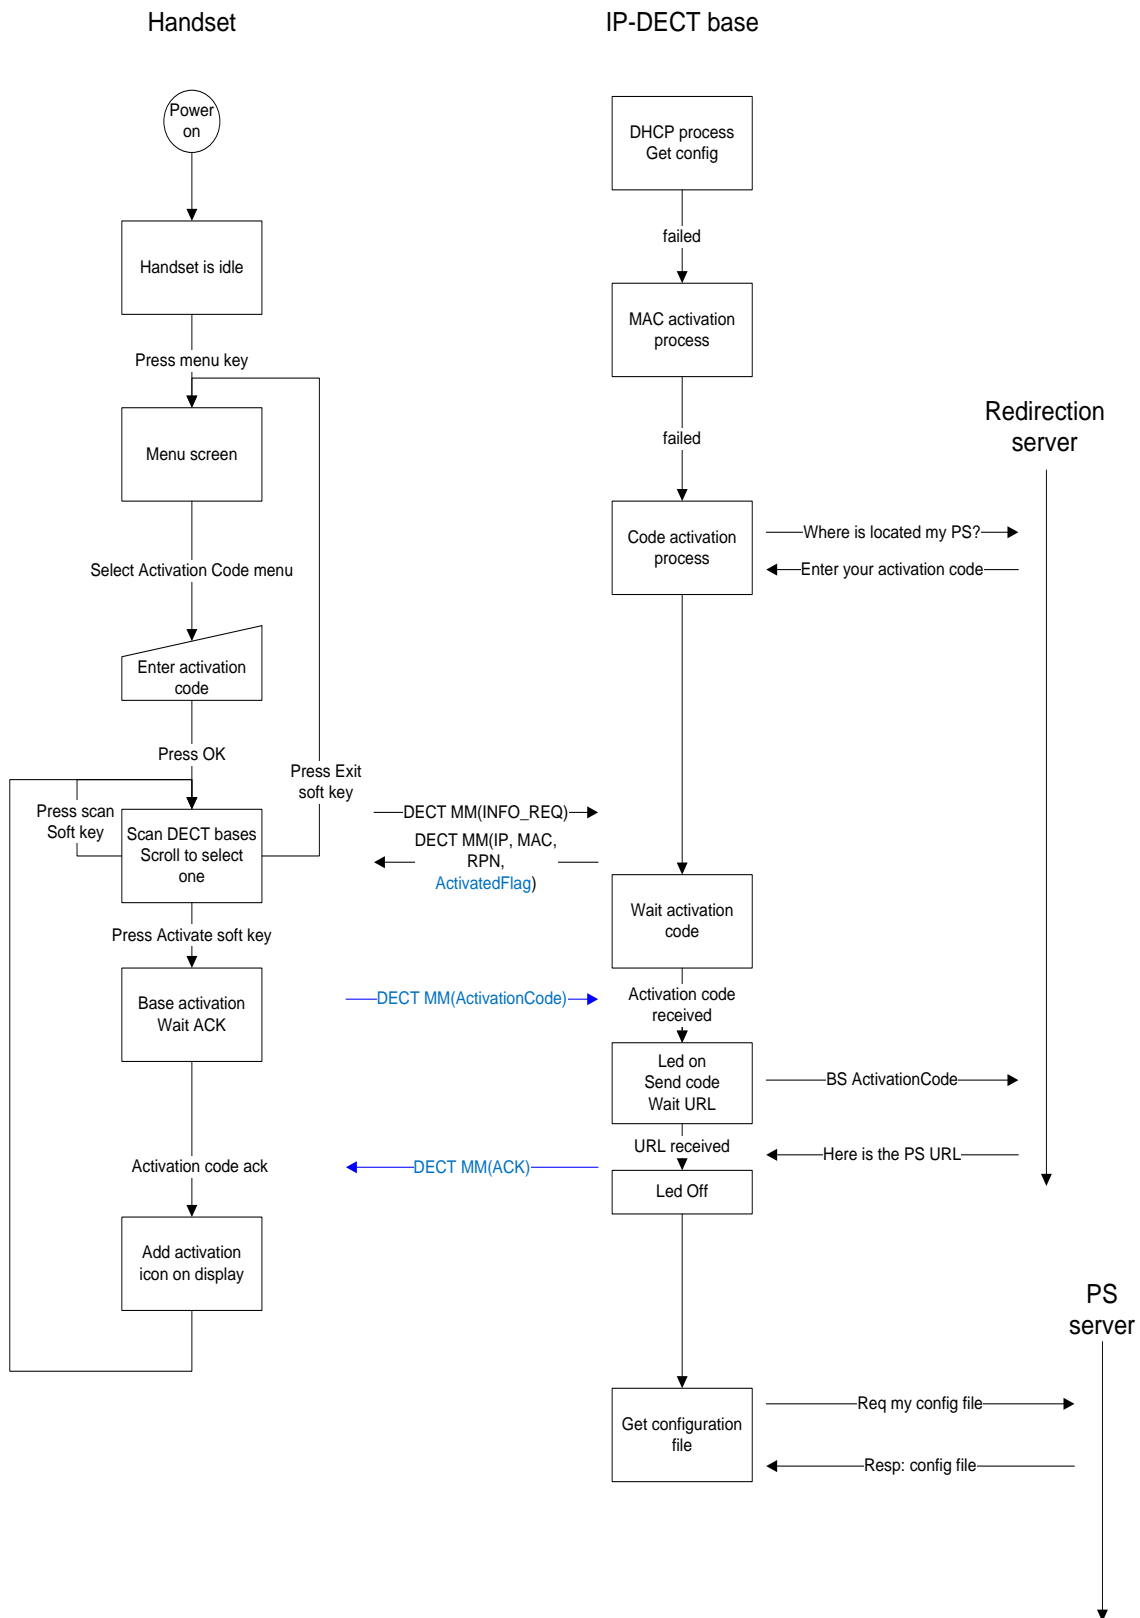 Handset
IP-DECT base
Power
on
DHCP process
Get config
failed
Handset is idle
MAC activation
process
Press menu key
Redirection
server
Menu screen
failed
Code activation
process
Where is located my PS?
Enter your activation code
Select Activation Code menu
Enter activation
code
Press OK
Press Exit
soft key
Press scan
Soft key
Scan DECT bases
Scroll to select
one
DECT MM(INFO_REQ)
DECT MM(IP, MAC,
RPN,
ActivatedFlag)
Wait activation
code
Press Activate soft key
Base activation
Wait ACK
DECT MM(ActivationCode)
Activation code
received
Led on
Send code
Wait URL
BS ActivationCode
URL received
Here is the PS URL
Activation code ack
DECT MM(ACK)
Led Off
Add activation
icon on display
PS
server
Get configuration
file
Req my config file
Resp: config file